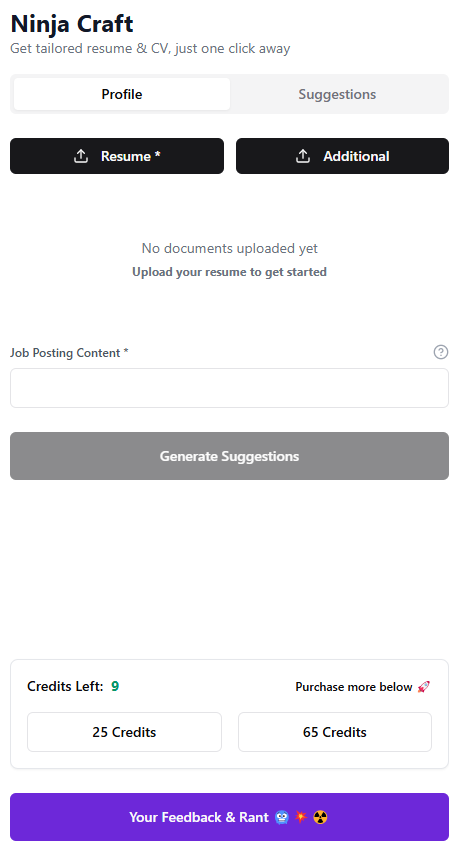 Ninja Craft
Get tailored resume & CV, just one click away
Profile
Suggestions
Resume *
Additional
No documents uploaded yet
Upload your resume to get started
Job Posting Content *
Generate Suggestions
Credits Left: 9
Purchase more below 🚀
25 Credits
65 Credits
Your Feedback & Rant 🥶 💥 ☢️